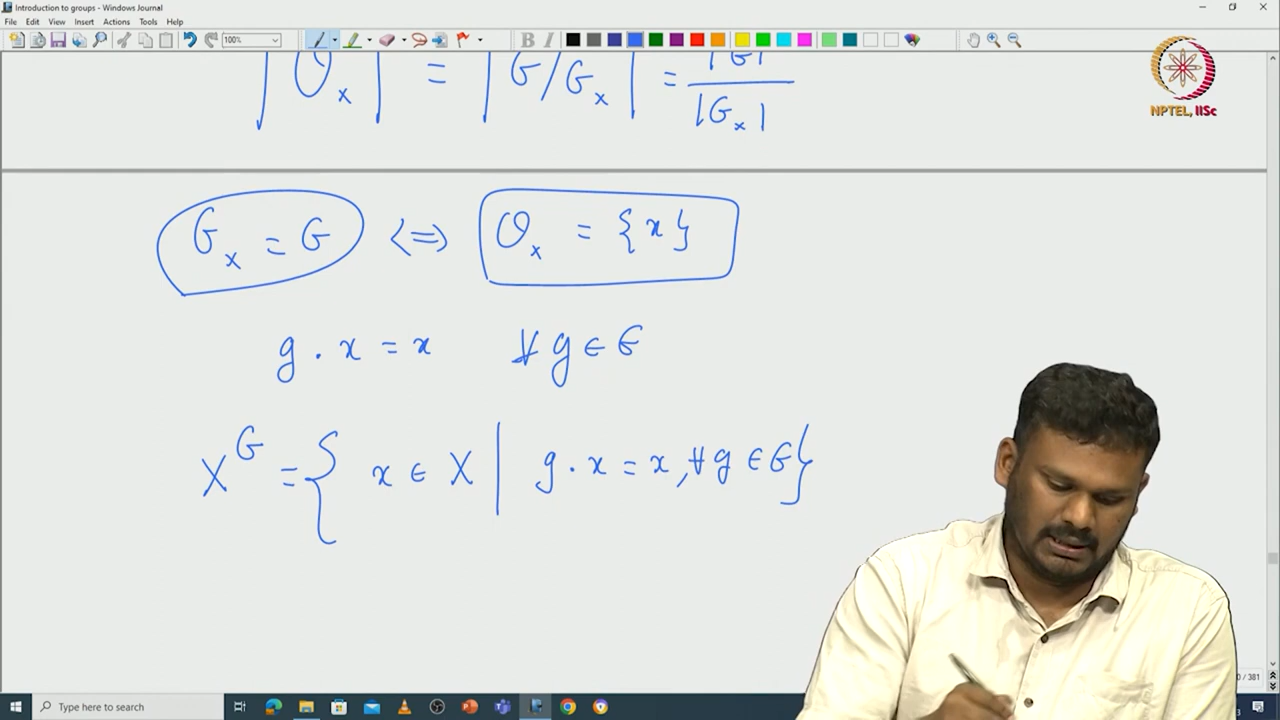 Introduction to groups - Windows Journal
File Edit View Insert Actions Tools Help
100%
B I
NPTEL, IISc
|O_x| = |G/G_x| = |G| / |G_x|
G_x = G <=> O_x = {x}
g · x = x ∀ g ∈ G
X^G = { x ∈ X | g · x = x, ∀ g ∈ G }
/ 381
Type here to search